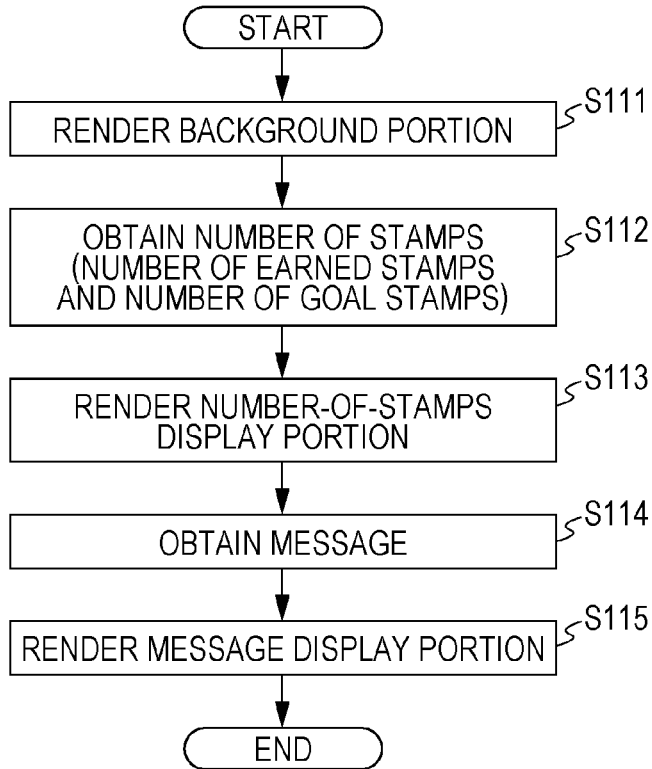 START
RENDER BACKGROUND PORTION
S111
OBTAIN NUMBER OF STAMPS
(NUMBER OF EARNED STAMPS
AND NUMBER OF GOAL STAMPS)
S112
RENDER NUMBER-OF-STAMPS
DISPLAY PORTION
S113
OBTAIN MESSAGE
S114
RENDER MESSAGE DISPLAY PORTION
S115
END